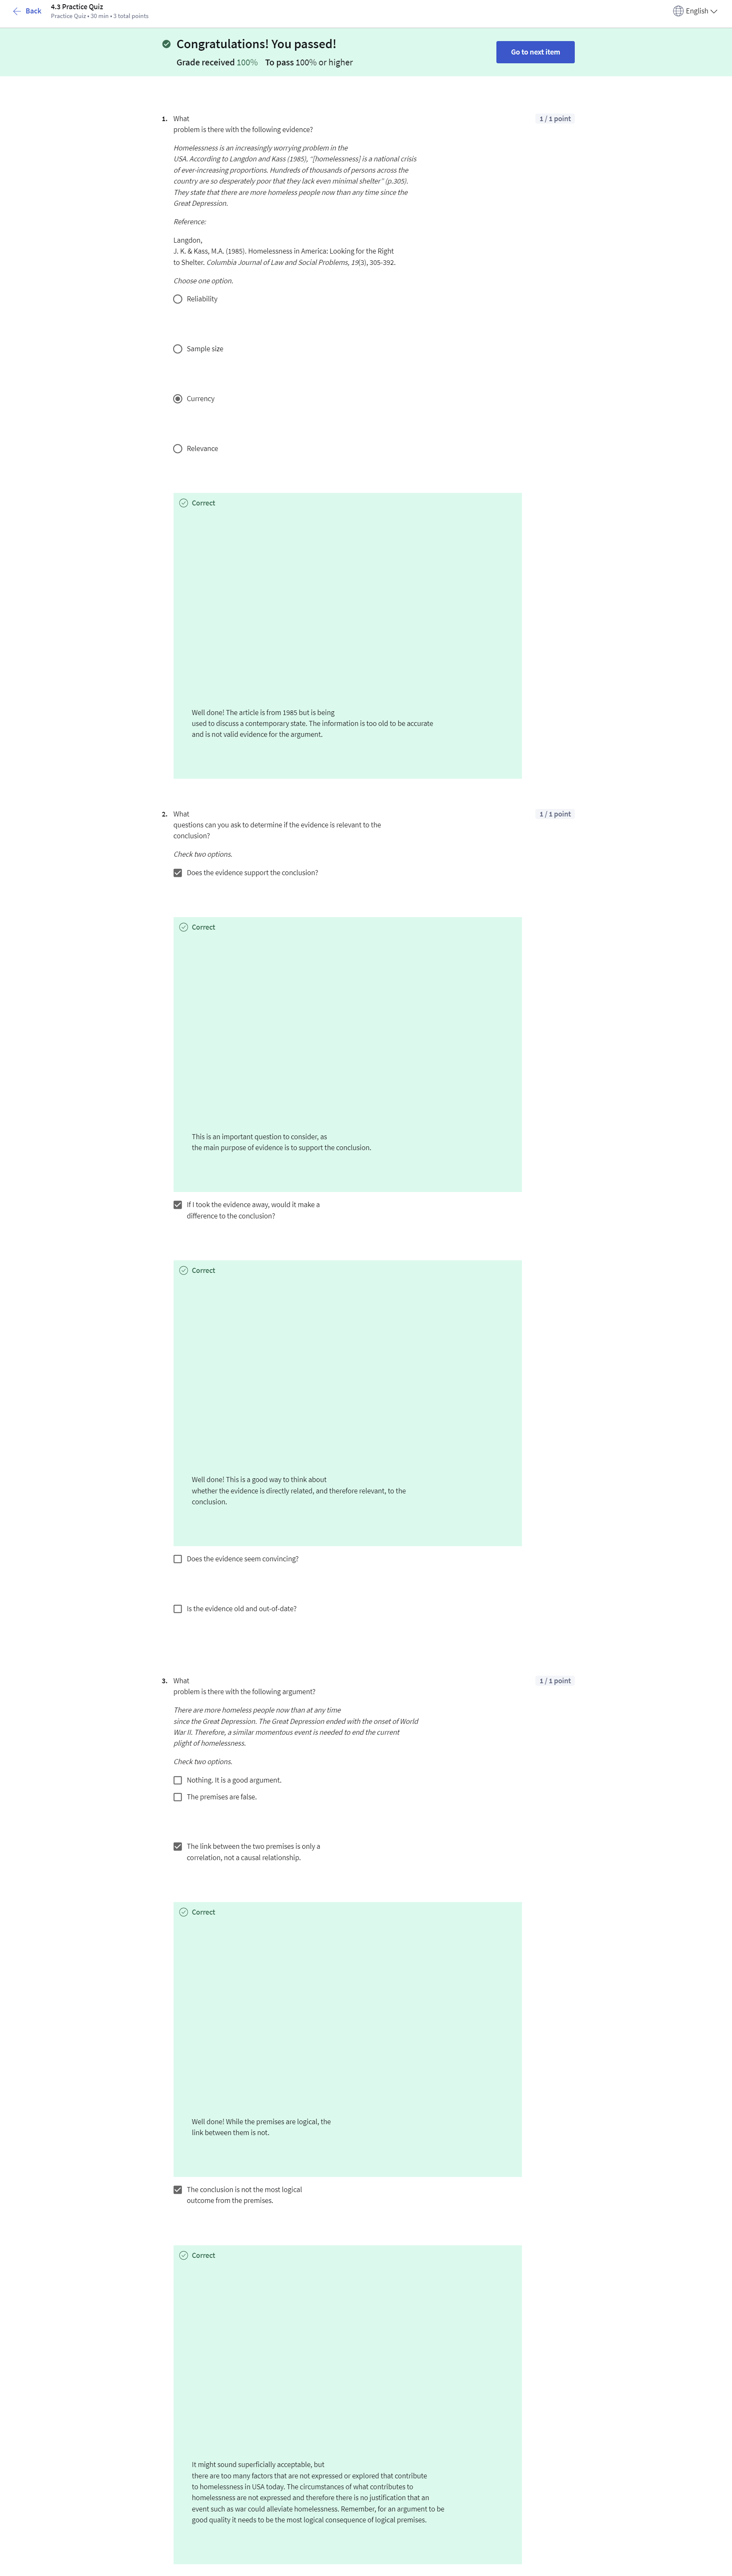 Back
4.3 Practice Quiz
Practice Quiz • 30 min • 3 total points
English
Congratulations! You passed!
Grade received 100% To pass 100% or higher
Go to next item
1. What
problem is there with the following evidence?
1 / 1 point
Homelessness is an increasingly worrying problem in the
USA. According to Langdon and Kass (1985), "[homelessness] is a national crisis
of ever-increasing proportions. Hundreds of thousands of persons across the
country are so desperately poor that they lack even minimal shelter" (p.305).
They state that there are more homeless people now than any time since the
Great Depression.
Reference:
Langdon,
J. K. & Kass, M.A. (1985). Homelessness in America: Looking for the Right
to Shelter. Columbia Journal of Law and Social Problems, 19(3), 305-392.
Choose one option.
Reliability
Sample size
Currency
Relevance
Correct
Well done! The article is from 1985 but is being
used to discuss a contemporary state. The information is too old to be accurate
and is not valid evidence for the argument.
2. What
questions can you ask to determine if the evidence is relevant to the
conclusion?
1 / 1 point
Check two options.
Does the evidence support the conclusion?
Correct
This is an important question to consider, as
the main purpose of evidence is to support the conclusion.
If I took the evidence away, would it make a
difference to the conclusion?
Correct
Well done! This is a good way to think about
whether the evidence is directly related, and therefore relevant, to the
conclusion.
Does the evidence seem convincing?
Is the evidence old and out-of-date?
3. What
problem is there with the following argument?
1 / 1 point
There are more homeless people now than at any time
since the Great Depression. The Great Depression ended with the onset of World
War II. Therefore, a similar momentous event is needed to end the current
plight of homelessness.
Check two options.
Nothing. It is a good argument.
The premises are false.
The link between the two premises is only a
correlation, not a causal relationship.
Correct
Well done! While the premises are logical, the
link between them is not.
The conclusion is not the most logical
outcome from the premises.
Correct
It might sound superficially acceptable, but
there are too many factors that are not expressed or explored that contribute
to homelessness in USA today. The circumstances of what contributes to
homelessness are not expressed and therefore there is no justification that an
event such as war could alleviate homelessness. Remember, for an argument to be
good quality it needs to be the most logical consequence of logical premises.